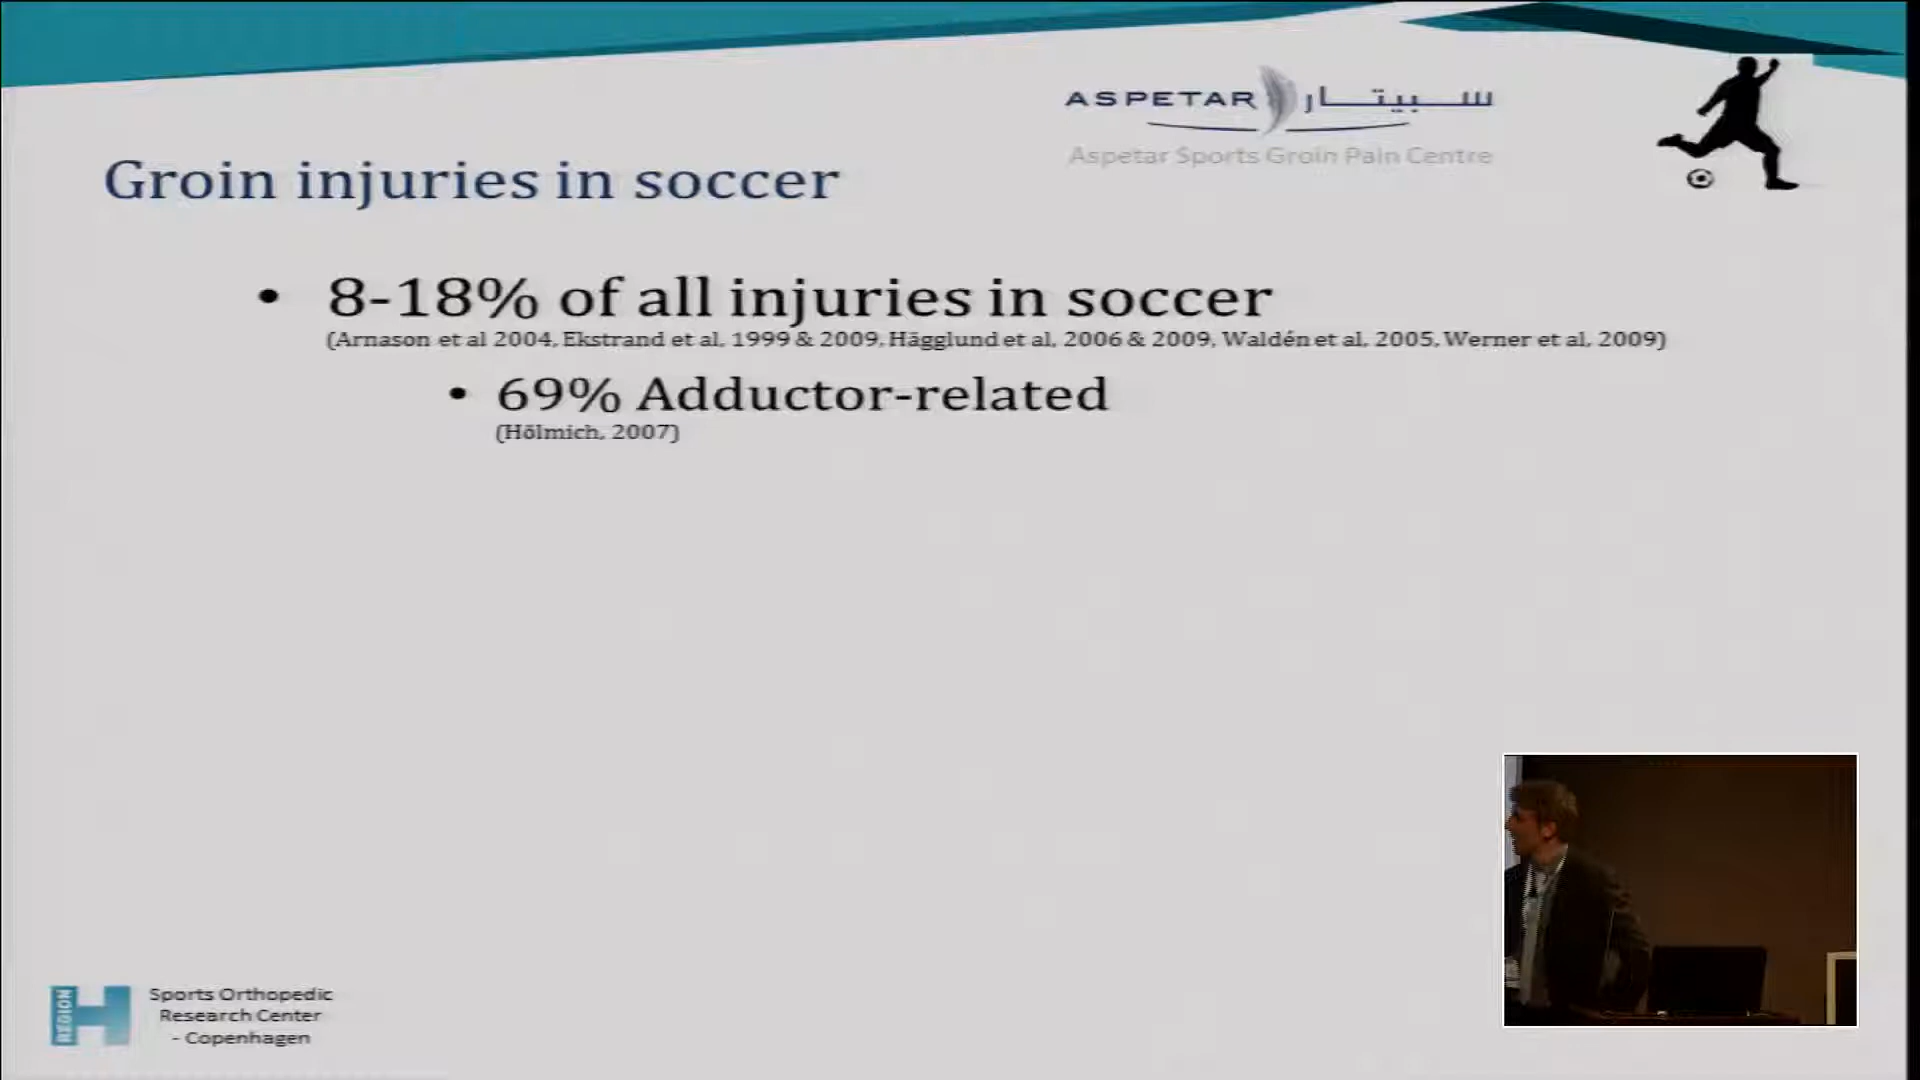 ASPETAR سبيتار
Aspetar Sports Groin Pain Centre
Groin injuries in soccer
• 8-18% of all injuries in soccer
(Arnason et al 2004, Ekstrand et al, 1999 & 2009, Hägglund et al, 2006 & 2009, Waldén et al, 2005, Werner et al, 2009)
• 69% Adductor-related
(Hölmich, 2007)
REGION H
Sports Orthopedic
Research Center
- Copenhagen